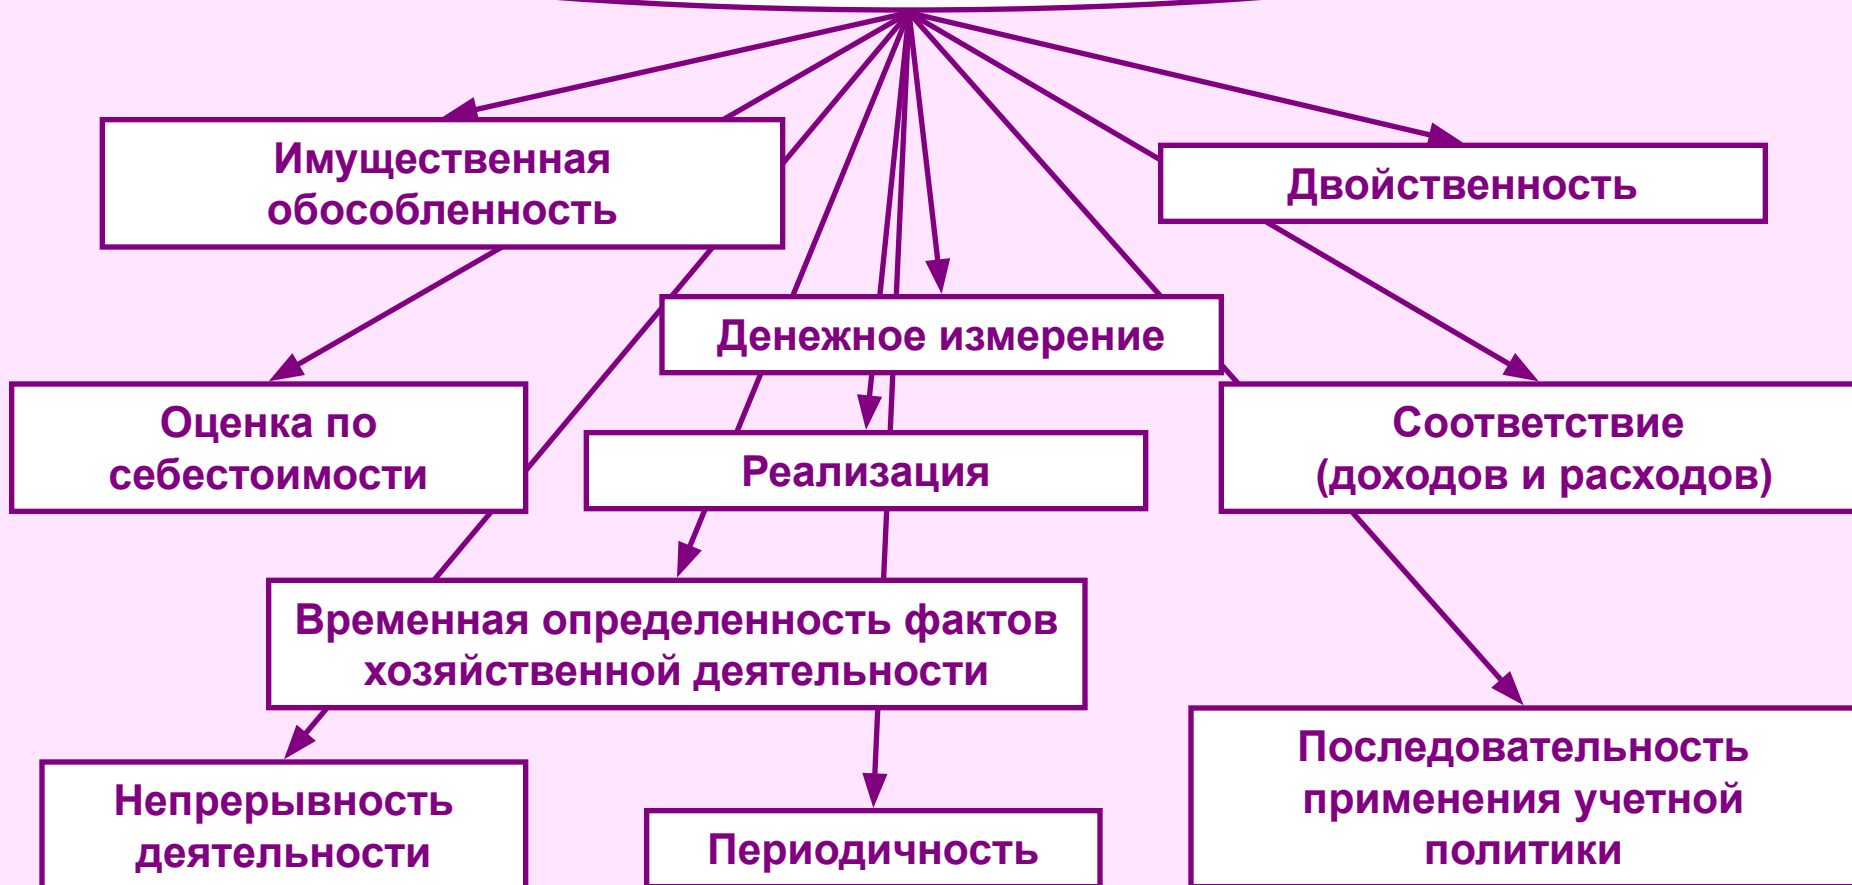 Имущественная
обособленность
Двойственность
Денежное измерение
Оценка по
себестоимости
Реализация
Соответствие
(доходов и расходов)
Временная определенность фактов
хозяйственной деятельности
Непрерывность
деятельности
Периодичность
Последовательность
применения учетной
политики